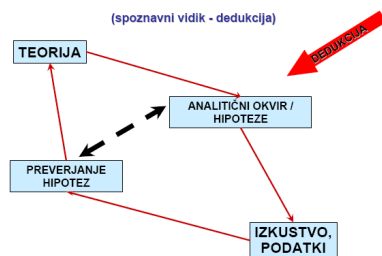 (spoznavni vidik - dedukcija)
TEORIJA
DEDUKCIJA
ANALITIČNI OKVIR /
HIPOTEZE
PREVERJANJE
HIPOTEZ
IZKUSTVO,
PODATKI